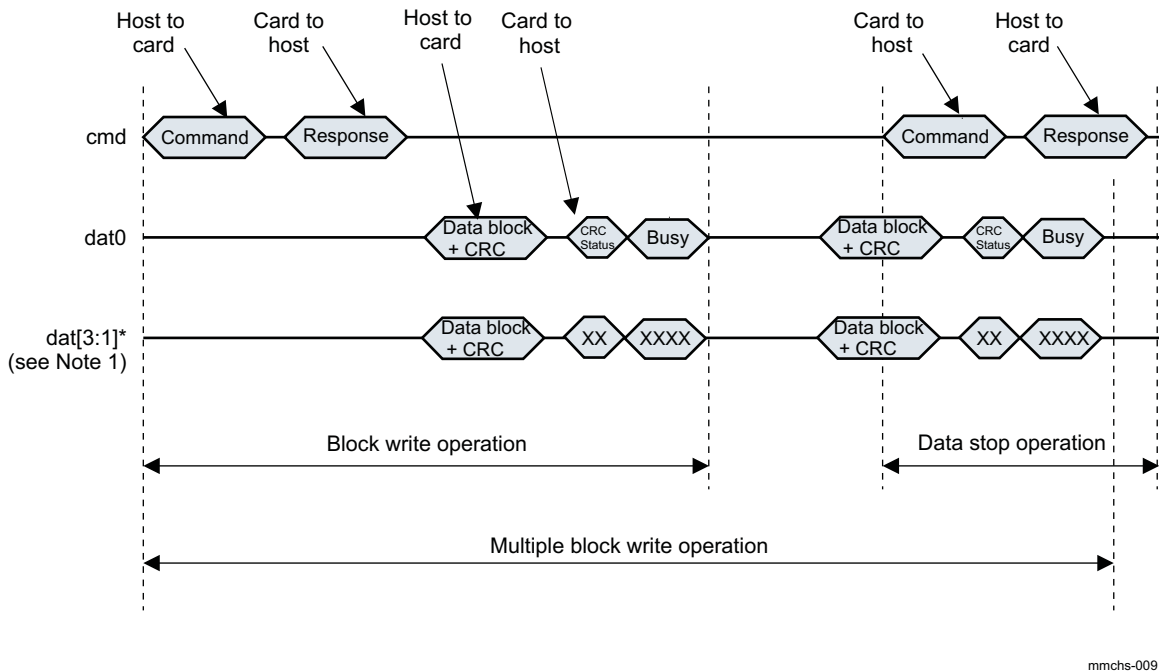 Host to
card
Card to
host
Host to
card
Card to
host
Card to
host
Host to
card
cmd
Command
Response
Command
Response
dat0
Data block
+ CRC
CRC
Status
Busy
Data block
+ CRC
CRC
Status
Busy
dat[3:1]*
(see Note 1)
Data block
+ CRC
XX
XXXX
Data block
+ CRC
XX
XXXX
Block write operation
Data stop operation
Multiple block write operation
mmchs-009